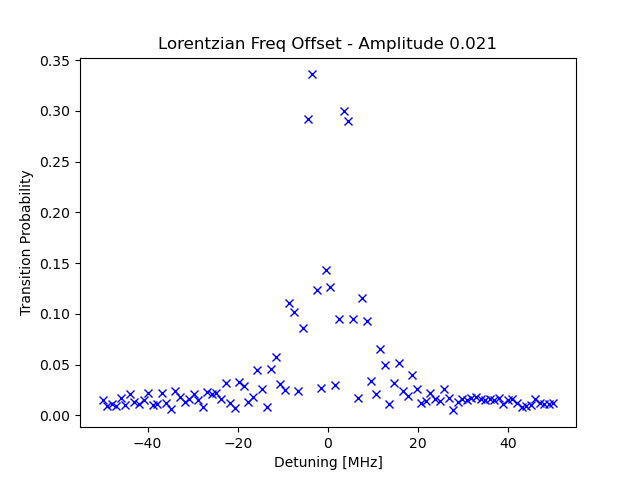 Lorentzian Freq Offset - Amplitude 0.021
0.35
0.30
0.25
0.20
0.15
0.10
0.05
0.00
Transition Probability
−40 −20 0 20 40
Detuning [MHz]